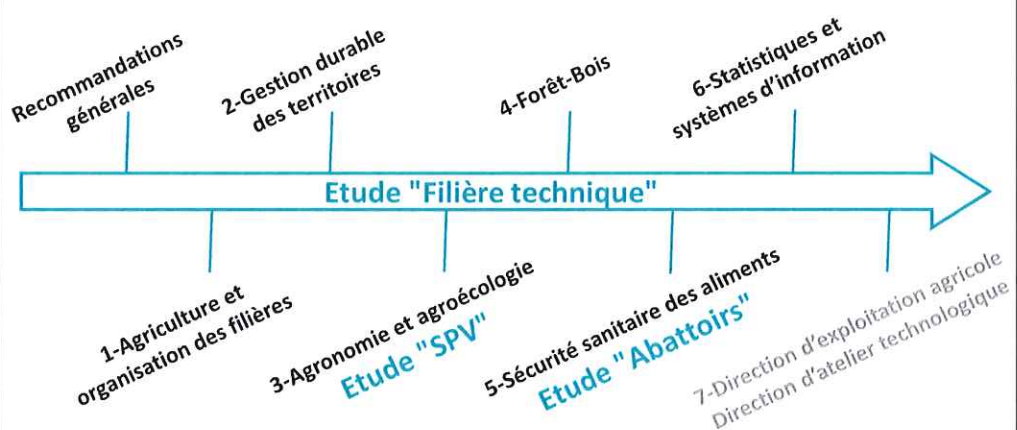 Recommandations
générales
2-Gestion durable
des territoires
4-Forêt-Bois
6-Statistiques et
systèmes d'information
Etude "Filière technique"
1-Agriculture et
organisation des filières
3-Agronomie et agroécologie
Etude "SPV"
5-Sécurité sanitaire des aliments
Etude "Abattoirs"
7-Direction d'exploitation agricole
Direction d'atelier technologique